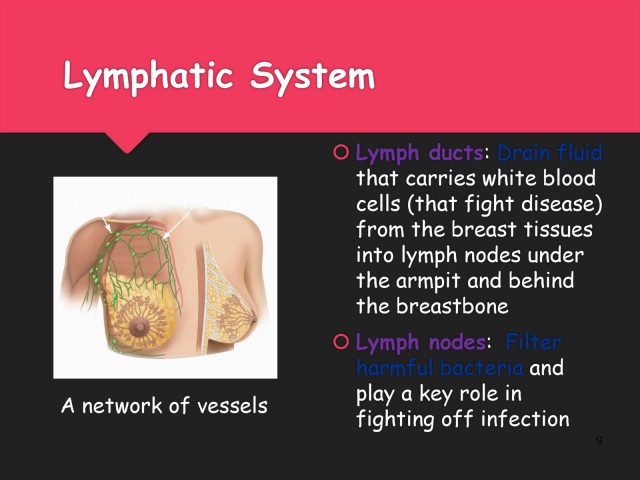 Lymphatic System
Lymph ducts: Drain fluid
that carries white blood
cells (that fight disease)
from the breast tissues
into lymph nodes under
the armpit and behind
the breastbone
Lymph nodes:  Filter
harmful bacteria and
play a key role in
fighting off infection
A network of vessels
9